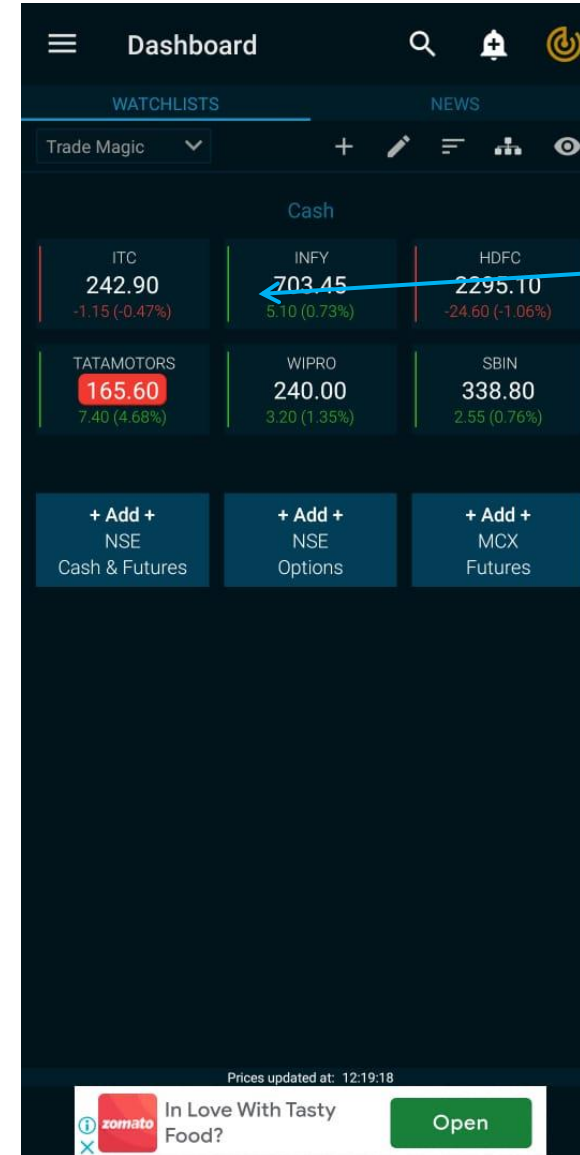 Dashboard
WATCHLISTS NEWS
Trade Magic
Cash
ITC INFY HDFC
242.90 703.45 2295.10
-1.15 (-0.47%) 5.10 (0.73%) -24.60 (-1.06%)
TATAMOTORS WIPRO SBIN
165.60 240.00 338.80
7.40 (4.68%) 3.20 (1.35%) 2.55 (0.76%)
+ Add + + Add + + Add +
NSE NSE MCX
Cash & Futures Options Futures
Prices updated at: 12:19:18
zomato
In Love With Tasty
Food?
Open